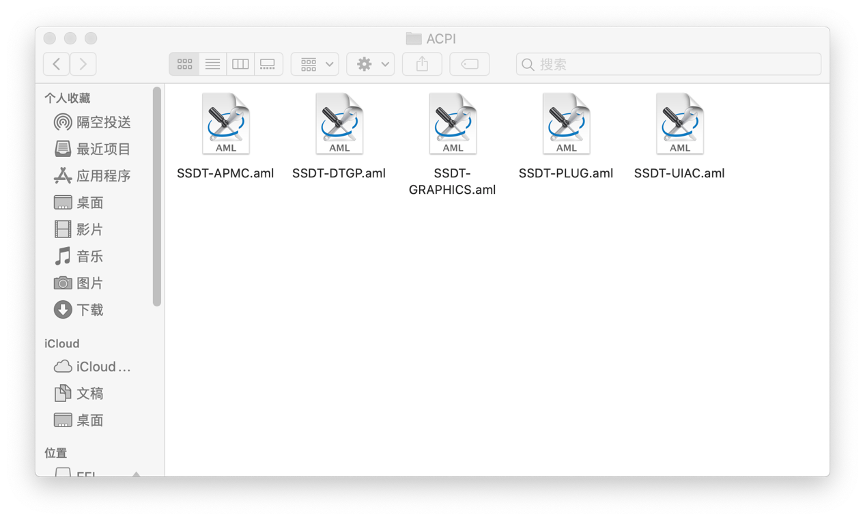 ACPI
搜索
个人收藏
隔空投送
最近项目
应用程序
桌面
影片
音乐
图片
下载
iCloud
iCloud...
文稿
桌面
位置
EFI
AML
AML
AML
AML
AML
SSDT-APMC.aml
SSDT-DTGP.aml
SSDT-
GRAPHICS.aml
SSDT-PLUG.aml
SSDT-UIAC.aml